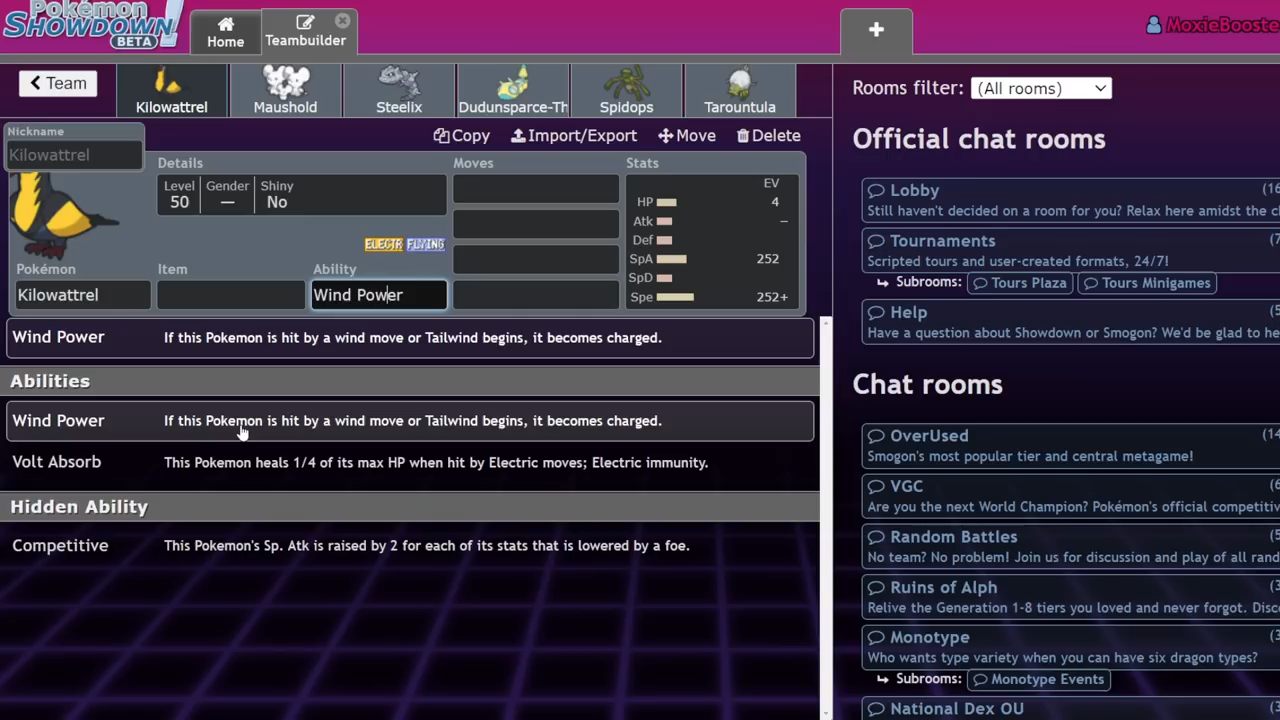 Pokémon
SHOWDOWN!
BETA
Home
Teambuilder
+
MoxieBooste
Team
Kilowattrel
Maushold
Steelix
Dudunsparce-Th
Spidops
Tarountula
Rooms filter:
(All rooms)
Nickname
Kilowattrel
Copy
Import/Export
Move
Delete
Details
Moves
Stats
Level
50
Gender
—
Shiny
No
EV
HP 4
Atk –
Def
SpA 252
SpD
Spe 252+
ELECTR FLYING
Pokémon
Kilowattrel
Item
Ability
Wind Power
Wind Power If this Pokemon is hit by a wind move or Tailwind begins, it becomes charged.
Abilities
Wind Power If this Pokemon is hit by a wind move or Tailwind begins, it becomes charged.
Volt Absorb This Pokemon heals 1/4 of its max HP when hit by Electric moves; Electric immunity.
Hidden Ability
Competitive This Pokemon's Sp. Atk is raised by 2 for each of its stats that is lowered by a foe.
Official chat rooms
Lobby (16
Still haven't decided on a room for you? Relax here amidst the c
Tournaments (7
Scripted tours and user-created formats, 24/7!
Subrooms: Tours Plaza Tours Minigames
Help (5
Have a question about Showdown or Smogon? We'd be glad to he
Chat rooms
OverUsed (14
Smogon's most popular tier and central metagame!
VGC (6
Are you the next World Champion? Pokémon's official competitiv
Random Battles (5
No team? No problem! Join us for discussion and play of all rand
Ruins of Alph (3
Relive the Generation 1-8 tiers you loved and never forgot. Disc
Monotype (3
Who wants type variety when you can have six dragon types?
Subrooms: Monotype Events
National Dex OU (3